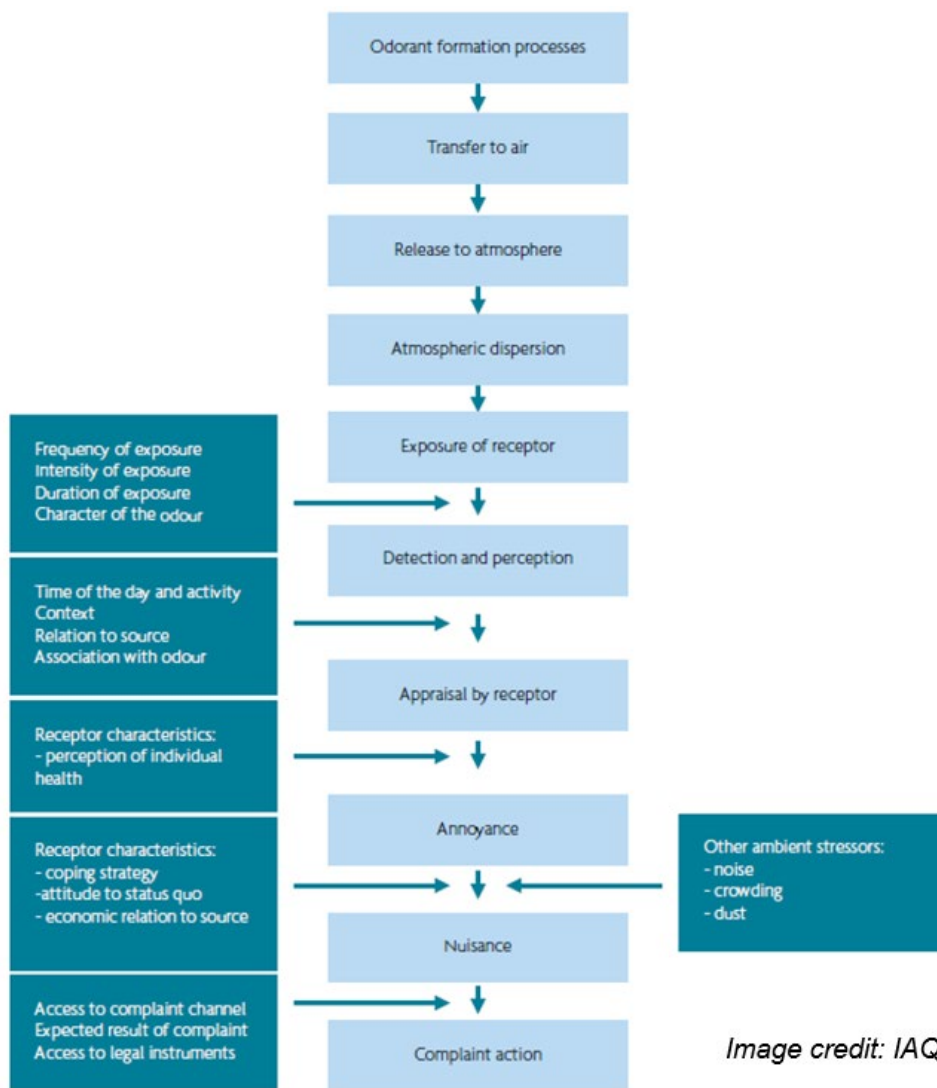 Odorant formation processes
Transfer to air
Release to atmosphere
Atmospheric dispersion
Exposure of receptor
Frequency of exposure
Intensity of exposure
Duration of exposure
Character of the odour
Detection and perception
Time of the day and activity
Context
Relation to source
Association with odour
Appraisal by receptor
Receptor characteristics:
- perception of individual
health
Annoyance
Receptor characteristics:
- coping strategy
-attitude to status quo
- economic relation to source
Other ambient stressors:
- noise
- crowding
- dust
Nuisance
Access to complaint channel
Expected result of complaint
Access to legal instruments
Complaint action
Image credit: IAQ